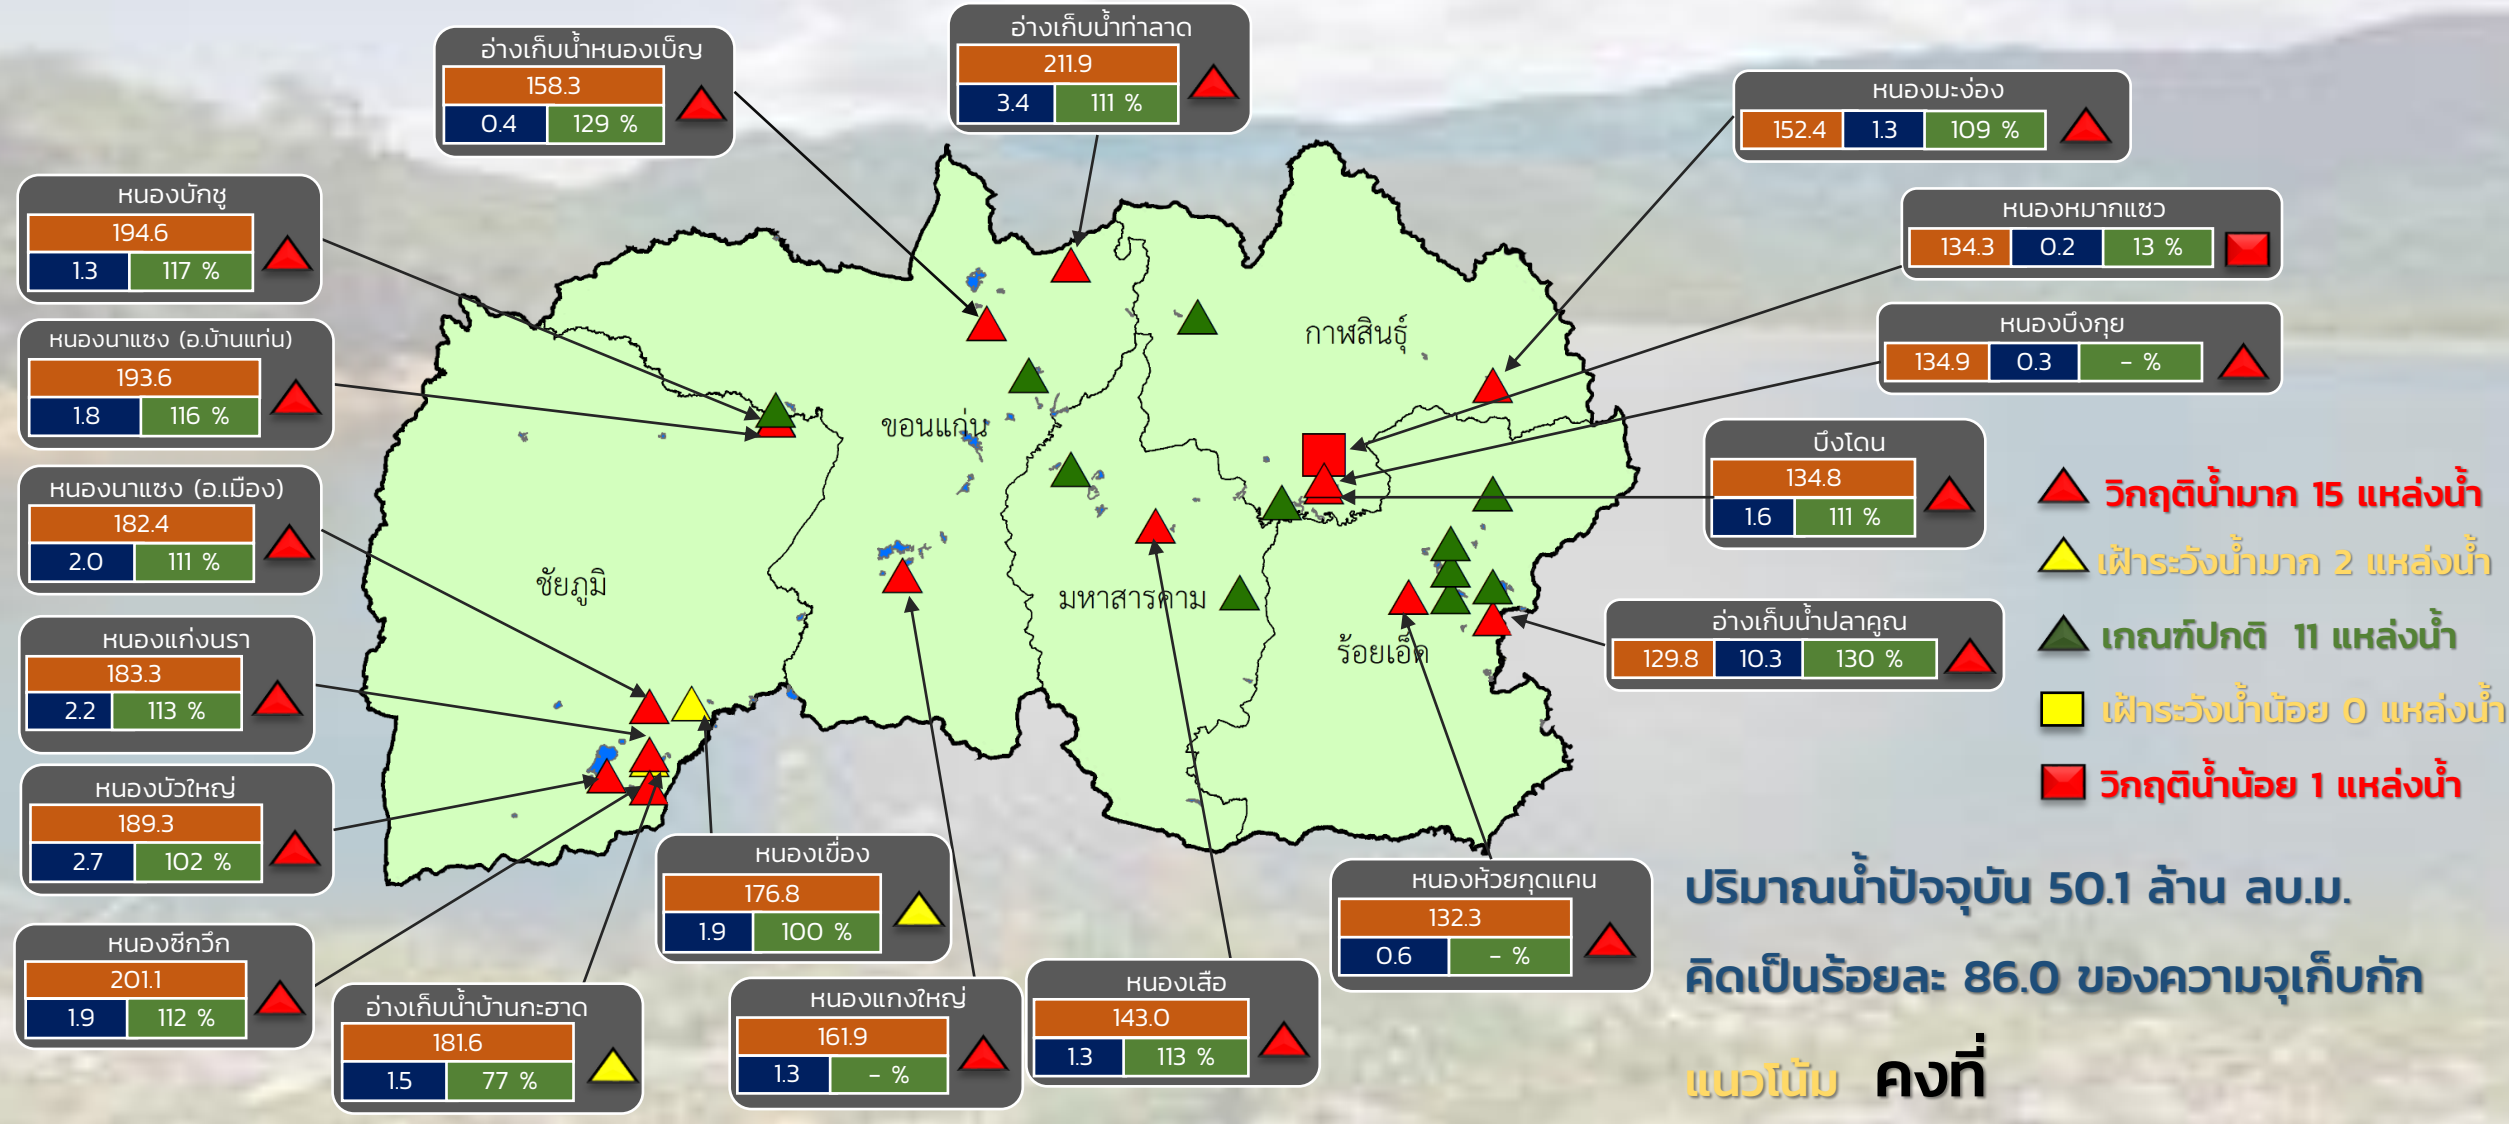 อ่างเก็บน้ำหนองเบ็ญ
158.3
0.4 129 %
อ่างเก็บน้ำท่าลาด
211.9
3.4 111 %
หนองมะง่อง
152.4 1.3 109 %
หนองบักชู
194.6
1.3 117 %
หนองหมากแซว
134.3 0.2 13 %
หนองนาแซง (อ.บ้านแท่น)
193.6
1.8 116 %
หนองบึงกุย
134.9 0.3 - %
กาฬสินธุ์
ขอนแก่น
ชัยภูมิ
มหาสารคาม
ร้อยเอ็ด
บึงโดน
134.8
1.6 111 %
หนองนาแซง (อ.เมือง)
182.4
2.0 111 %
หนองแก่งนรา
183.3
2.2 113 %
อ่างเก็บน้ำปลาคูณ
129.8 10.3 130 %
หนองบัวใหญ่
189.3
2.7 102 %
หนองซีกวึก
201.1
1.9 112 %
อ่างเก็บน้ำบ้านกะฮาด
181.6
1.5 77 %
หนองเขื่อง
176.8
1.9 100 %
หนองแกงใหญ่
161.9
1.3 - %
หนองเสือ
143.0
1.3 113 %
หนองห้วยกุดแคน
132.3
0.6 - %
วิกฤติน้ำมาก 15 แหล่งน้ำ
เฝ้าระวังน้ำมาก 2 แหล่งน้ำ
เกณฑ์ปกติ 11 แหล่งน้ำ
เฝ้าระวังน้ำน้อย 0 แหล่งน้ำ
วิกฤติน้ำน้อย 1 แหล่งน้ำ
ปริมาณน้ำปัจจุบัน 50.1 ล้าน ลบ.ม.
คิดเป็นร้อยละ 86.0 ของความจุเก็บกัก
แนวโน้ม คงที่